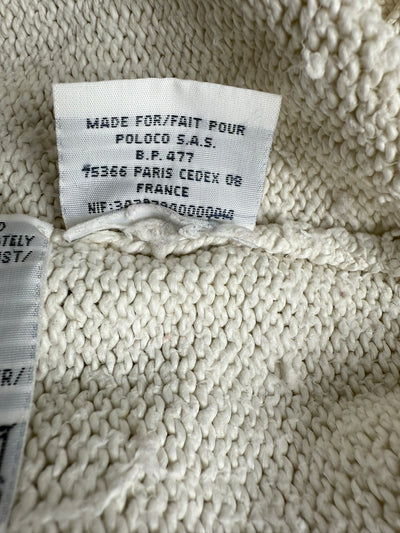 MADE FOR/FAIT POUR
POLOCO S.A.S.
B.P. 477
75366 PARIS CEDEX 08
FRANCE